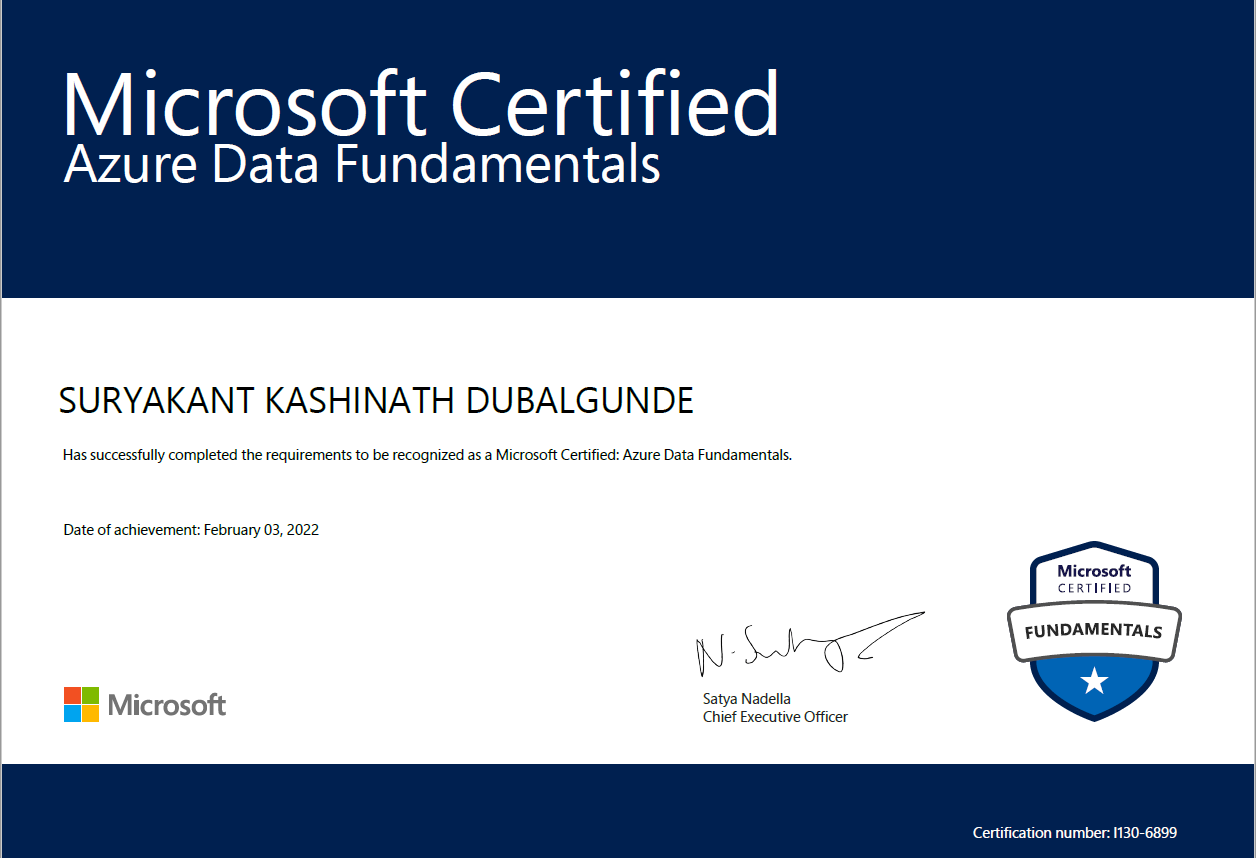 Microsoft Certified
Azure Data Fundamentals
SURYAKANT KASHINATH DUBALGUNDE
Has successfully completed the requirements to be recognized as a Microsoft Certified: Azure Data Fundamentals.
Date of achievement: February 03, 2022
Microsoft
CERTIFIED
FUNDAMENTALS
Satya Nadella
Chief Executive Officer
Microsoft
Certification number: I130-6899